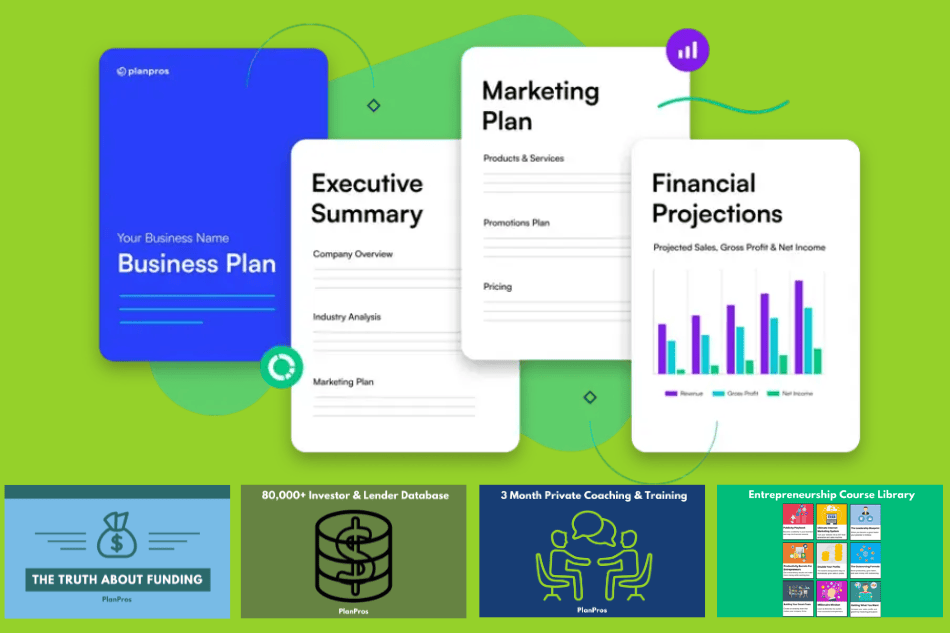 planpros
Your Business Name
Business Plan
Executive
Summary
Company Overview
Industry Analysis
Marketing Plan
Marketing
Plan
Products & Services
Promotions Plan
Pricing
Financial
Projections
Projected Sales, Gross Profit & Net Income
Revenue Gross Profit Net Income
THE TRUTH ABOUT FUNDING
PlanPros
80,000+ Investor & Lender Database
PlanPros
3 Month Private Coaching & Training
PlanPros
Entrepreneurship Course Library